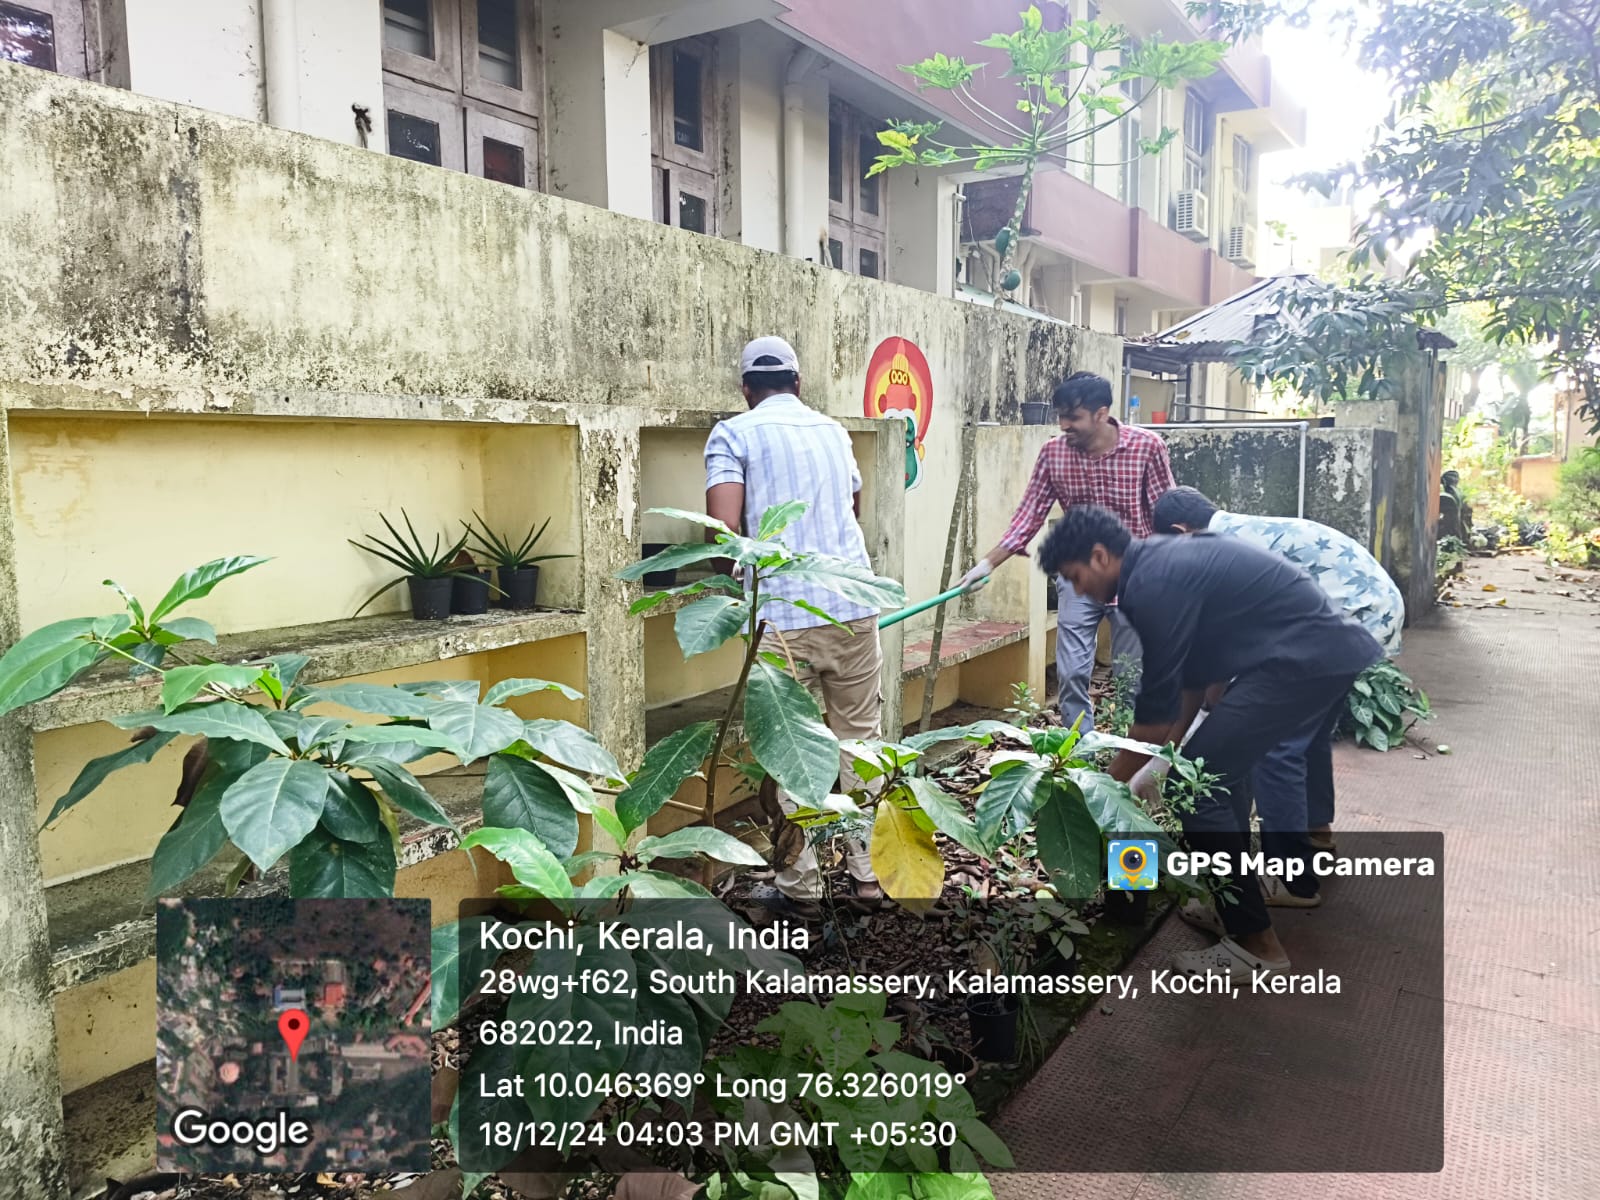 GPS Map Camera
Kochi, Kerala, India
28wg+f62, South Kalamassery, Kalamassery, Kochi, Kerala
682022, India
Lat 10.046369° Long 76.326019°
18/12/24 04:03 PM GMT +05:30
Google